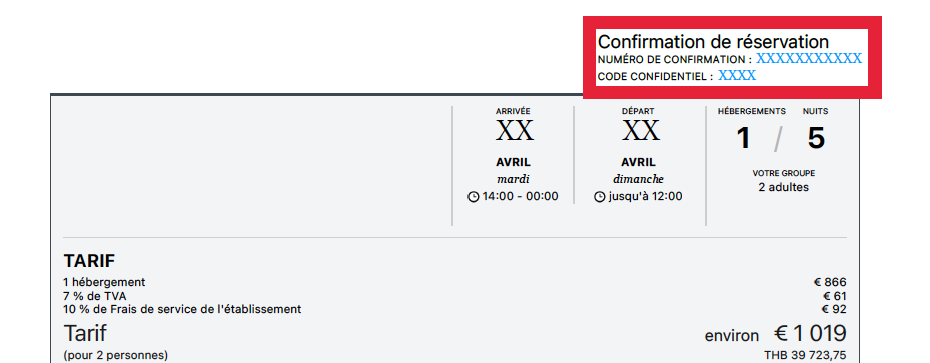 Confirmation de réservation
NUMÉRO DE CONFIRMATION : XXXXXXXXXXX
CODE CONFIDENTIEL : XXXX
ARRIVÉE
XX
AVRIL
mardi
14:00 - 00:00
DÉPART
XX
AVRIL
dimanche
jusqu'à 12:00
HÉBERGEMENTS NUITS
1 / 5
VOTRE GROUPE
2 adultes
TARIF
1 hébergement € 866
7 % de TVA € 61
10 % de Frais de service de l'établissement € 92
Tarif environ € 1 019
(pour 2 personnes) THB 39 723,75